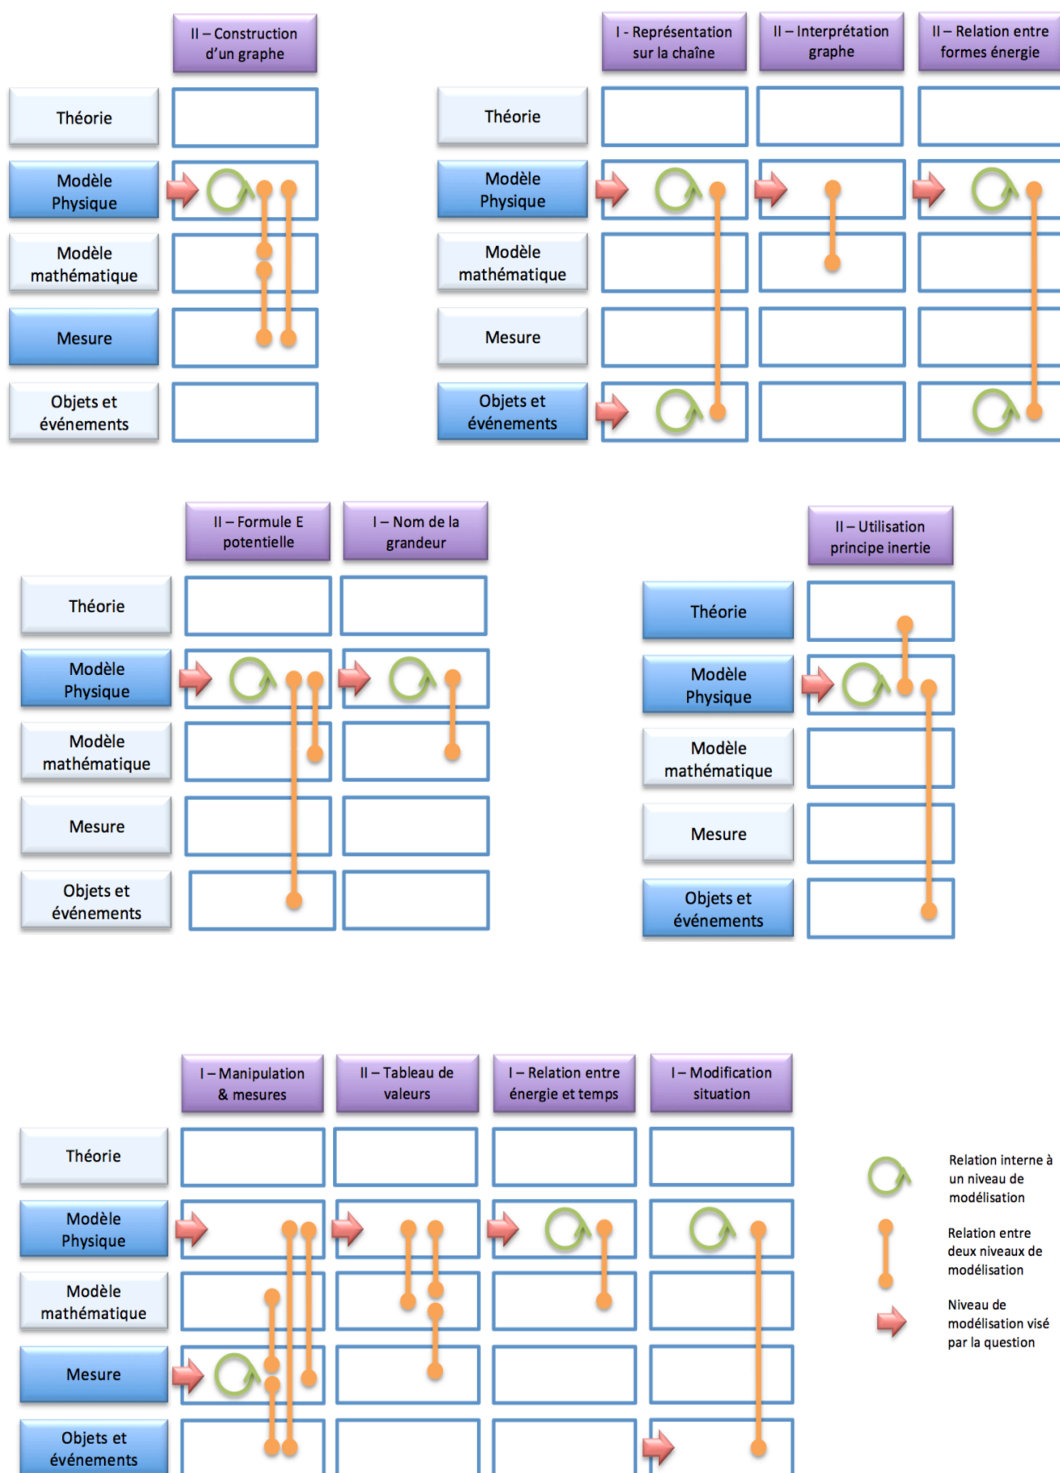 II – Construction
d'un graphe
Théorie
Modèle
Physique
Modèle
mathématique
Mesure
Objets et
événements
I - Représentation
sur la chaîne
II – Interprétation
graphe
II – Relation entre
formes énergie
Théorie
Modèle
Physique
Modèle
mathématique
Mesure
Objets et
événements
II – Formule E
potentielle
I – Nom de la
grandeur
Théorie
Modèle
Physique
Modèle
mathématique
Mesure
Objets et
événements
II – Utilisation
principe inertie
Théorie
Modèle
Physique
Modèle
mathématique
Mesure
Objets et
événements
I – Manipulation
& mesures
II – Tableau de
valeurs
I – Relation entre
énergie et temps
I – Modification
situation
Théorie
Modèle
Physique
Modèle
mathématique
Mesure
Objets et
événements
Relation interne à
un niveau de
modélisation
Relation entre
deux niveaux de
modélisation
Niveau de
modélisation visé
par la question